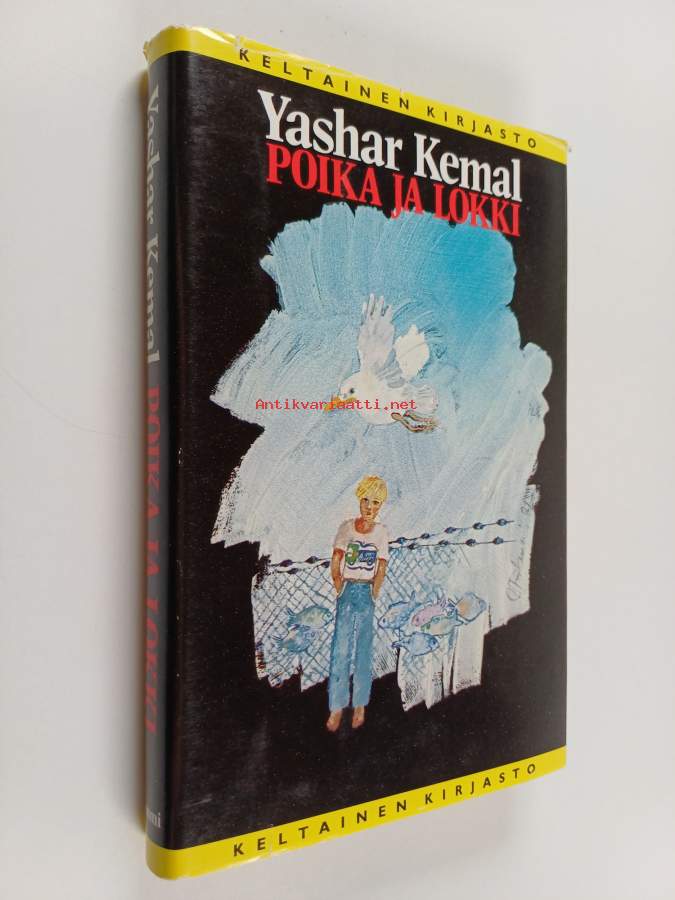 KELTAINEN KIRJASTO
Yashar Kemal
POIKA JA LOKKI
Antikvariaatti.net
KELTAINEN KIRJASTO
Yashar Kemal POIKA JA LOKKI